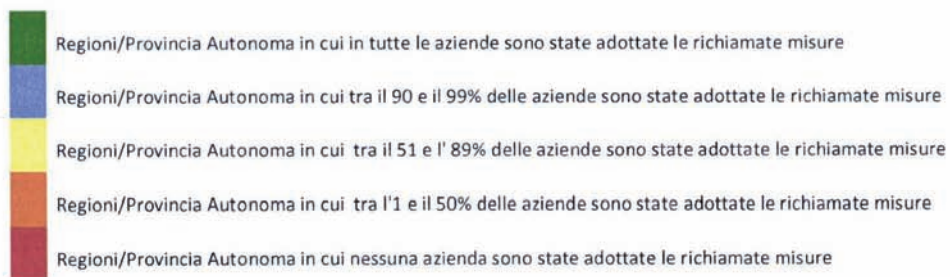 Regioni/Provincia Autonoma in cui in tutte le aziende sono state adottate le richiamate misure
Regioni/Provincia Autonoma in cui tra il 90 e il 99% delle aziende sono state adottate le richiamate misure
Regioni/Provincia Autonoma in cui tra il 51 e l' 89% delle aziende sono state adottate le richiamate misure
Regioni/Provincia Autonoma in cui tra l'1 e il 50% delle aziende sono state adottate le richiamate misure
Regioni/Provincia Autonoma in cui nessuna azienda sono state adottate le richiamate misure